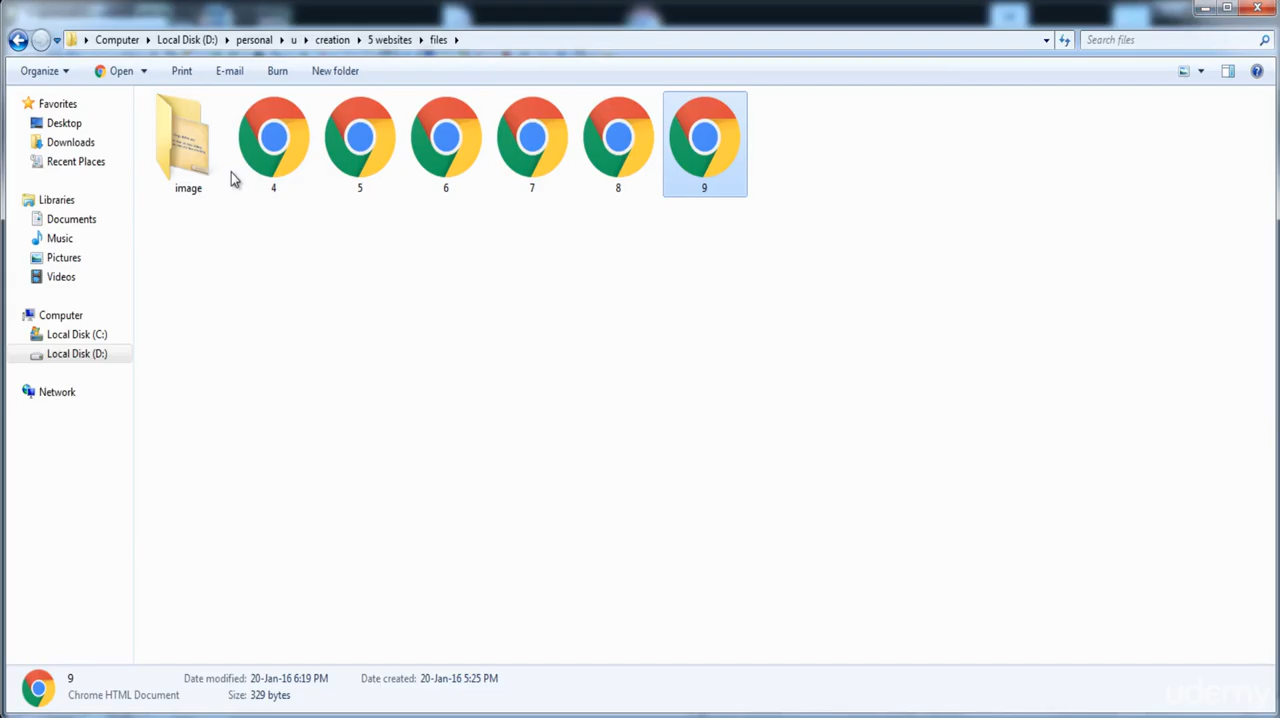 Computer Local Disk (D:) personal u creation 5 websites files Search files
Organize Open Print E-mail Burn New folder
Favorites
Desktop
Downloads
Recent Places
Libraries
Documents
Music
Pictures
Videos
Computer
Local Disk (C:)
Local Disk (D:)
Network
image 4 5 6 7 8 9
9 Date modified: 20-Jan-16 6:19 PM Date created: 20-Jan-16 5:25 PM
Chrome HTML Document Size: 329 bytes
udemy